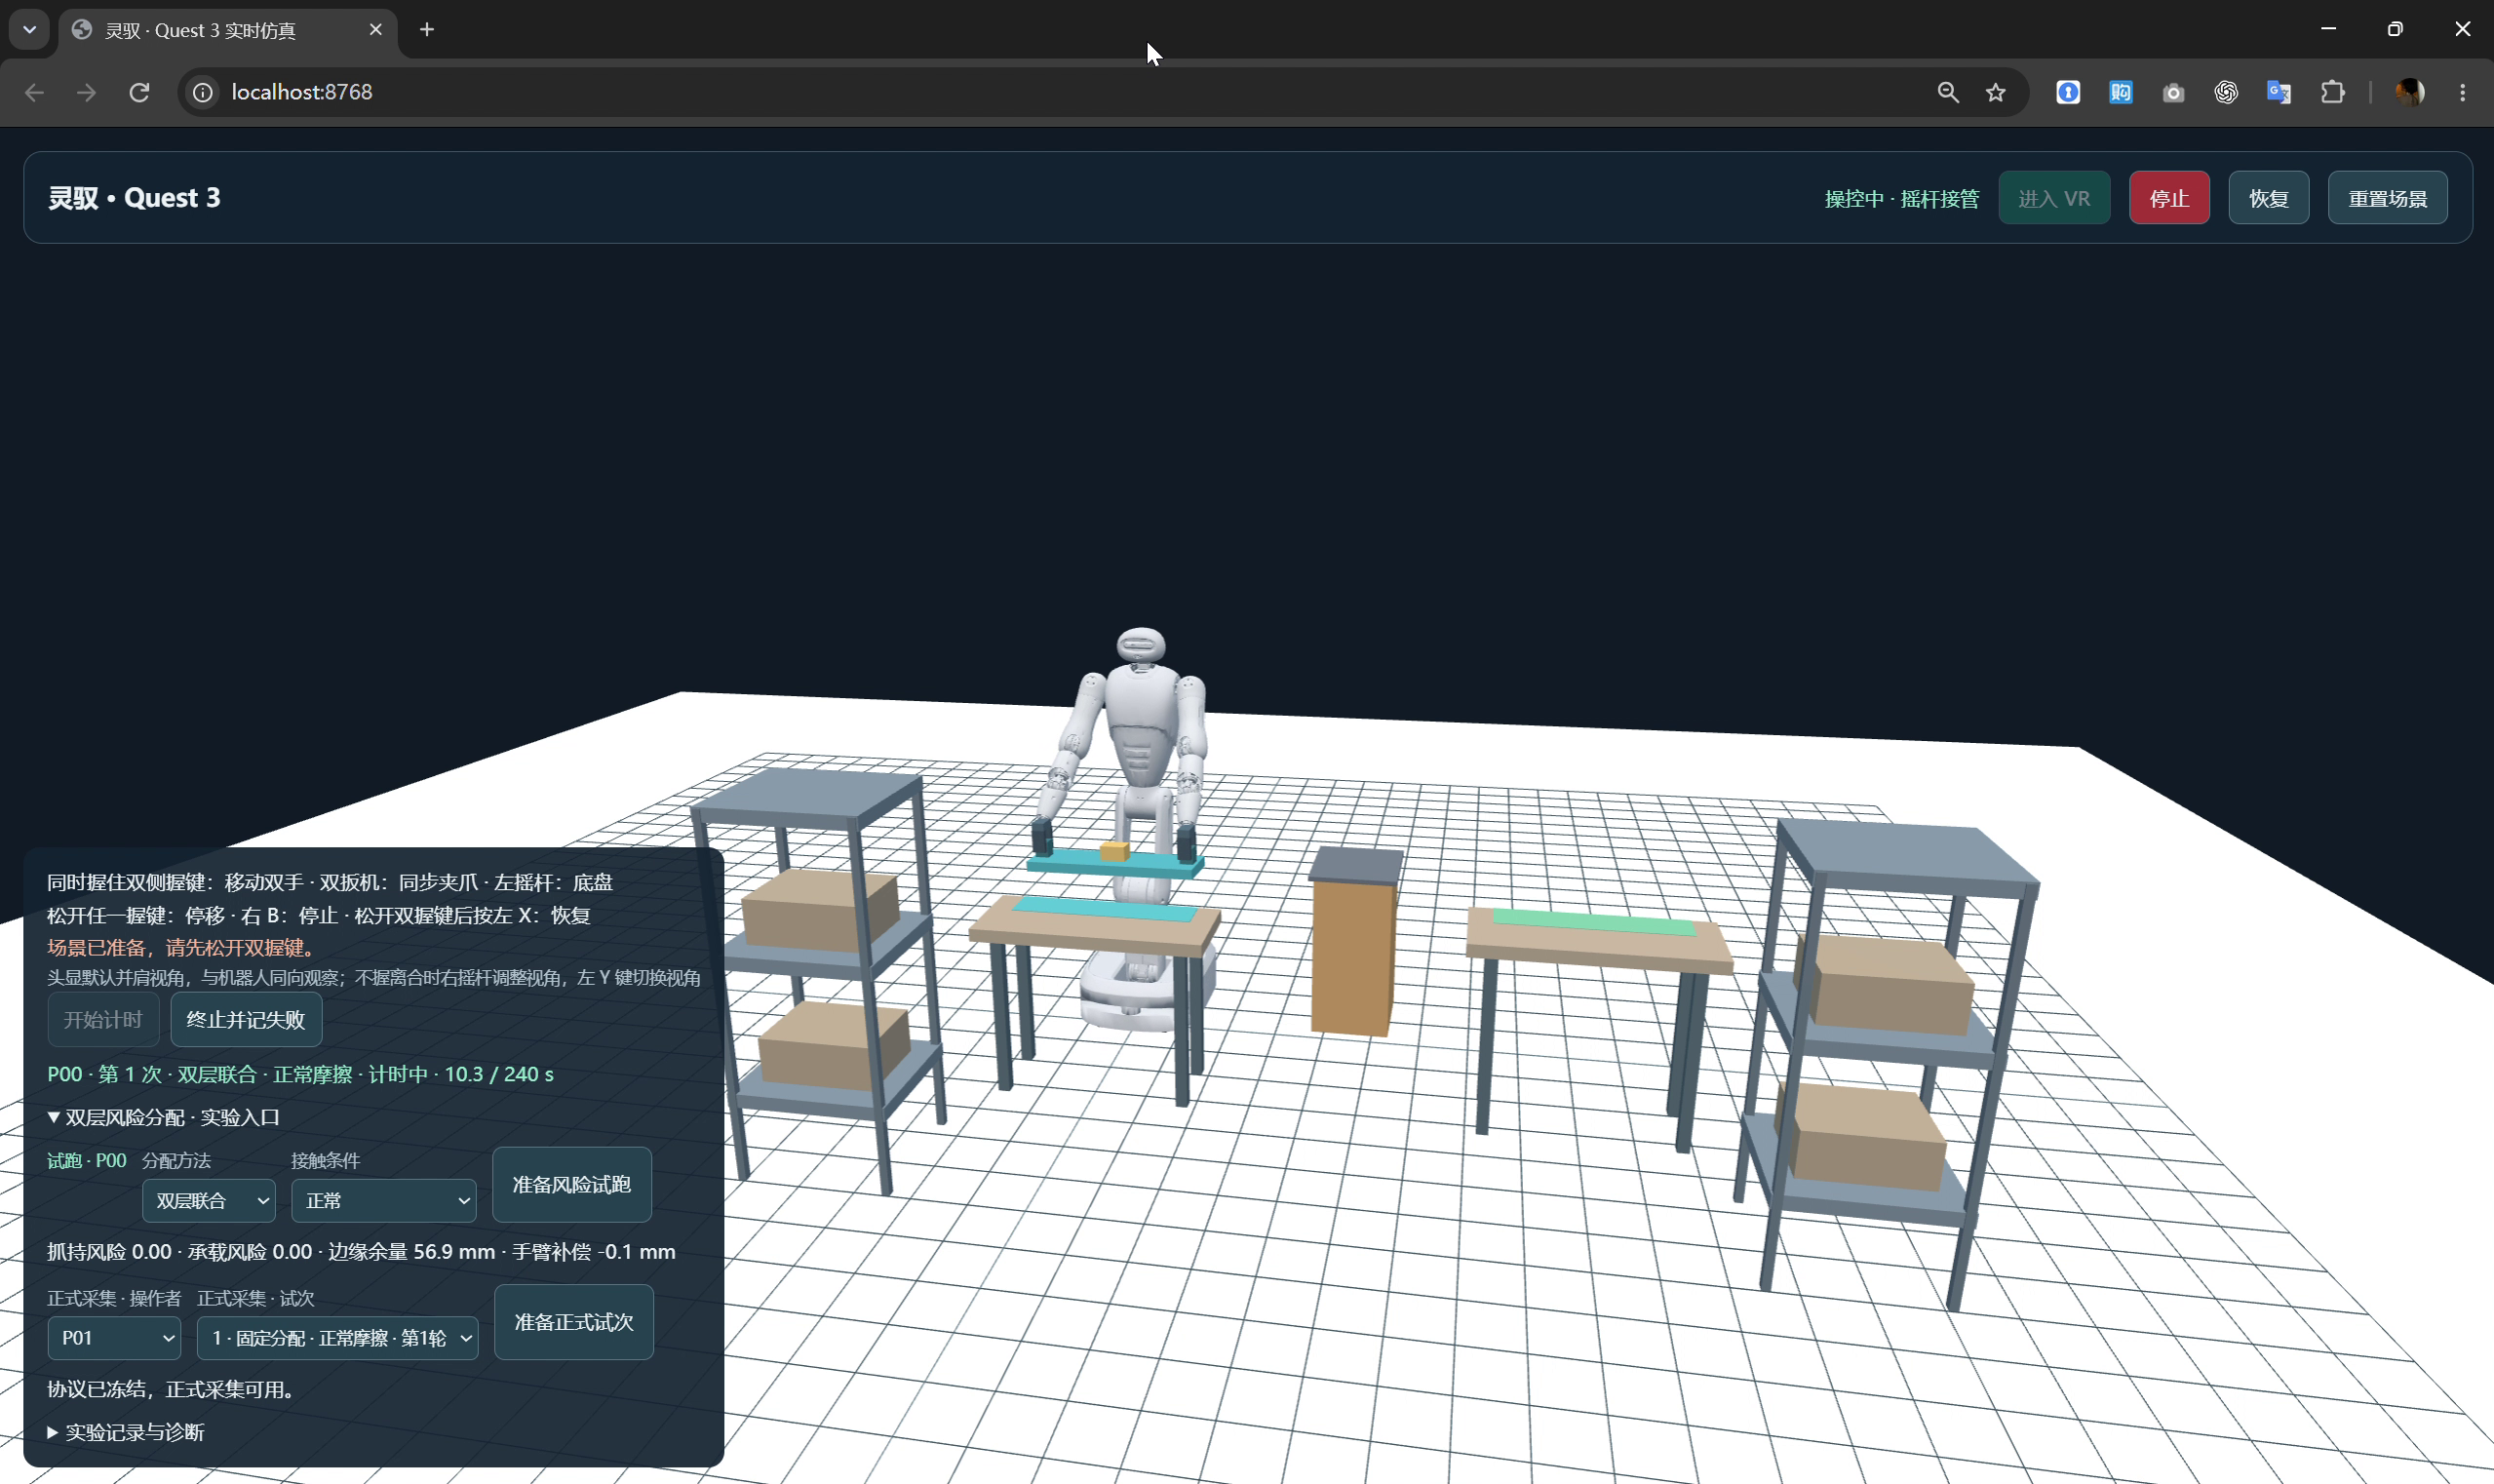 灵驭 · Quest 3 实时仿真
localhost:8768
灵驭 • Quest 3
操控中 · 摇杆接管
进入 VR
停止
恢复
重置场景
同时握住双侧握键：移动双手 · 双扳机：同步夹爪 · 左摇杆：底盘
松开任一握键：停移 · 右 B：停止 · 松开双握键后按左 X：恢复
场景已准备，请先松开双握键。
头显默认并肩视角，与机器人同向观察；不握离合时右摇杆调整视角，左 Y 键切换视角
开始计时
终止并记失败
P00 · 第 1 次 · 双层联合 · 正常摩擦 · 计时中 · 10.3 / 240 s
▼ 双层风险分配 · 实验入口
试跑 · P00
分配方法
接触条件
双层联合
正常
准备风险试跑
抓持风险 0.00 · 承载风险 0.00 · 边缘余量 56.9 mm · 手臂补偿 -0.1 mm
正式采集 · 操作者
正式采集 · 试次
P01
1 · 固定分配 · 正常摩擦 · 第1轮
准备正式试次
协议已冻结，正式采集可用。
▶ 实验记录与诊断